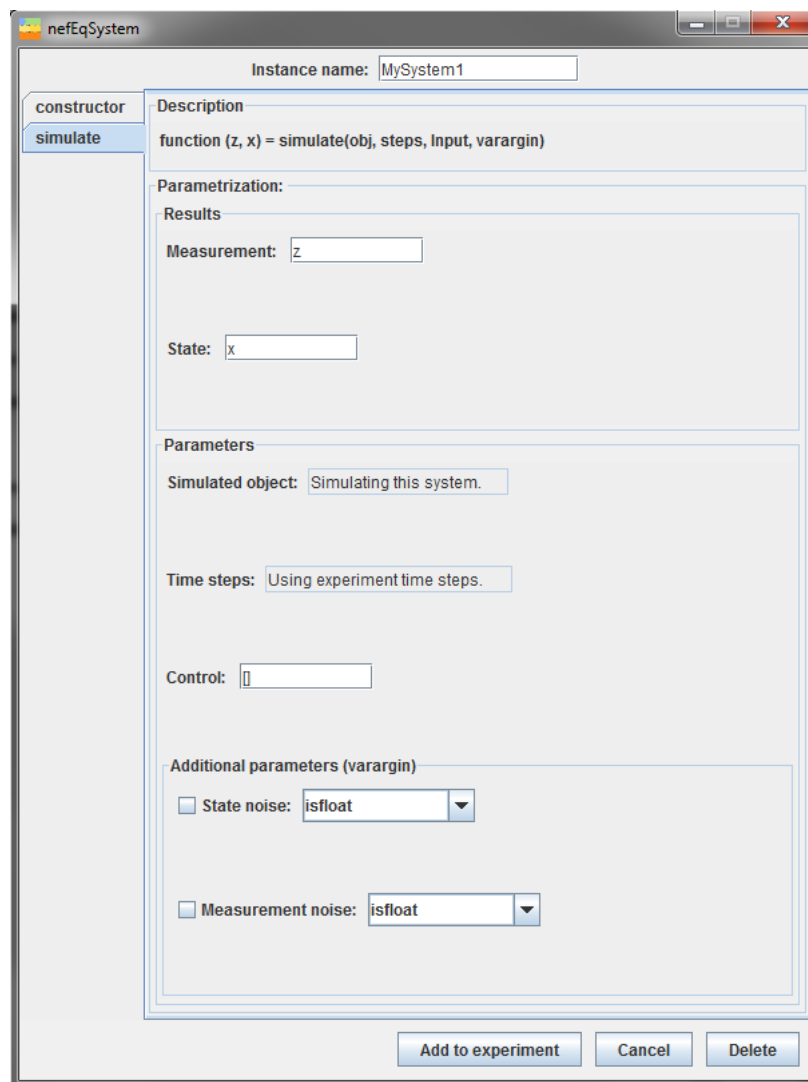 nefEqSystem
Instance name: MySystem1
constructor
simulate
Description
function (z, x) = simulate(obj, steps, Input, varargin)
Parametrization:
Results
Measurement: z
State: x
Parameters
Simulated object: Simulating this system.
Time steps: Using experiment time steps.
Control: []
Additional parameters (varargin)
State noise: isfloat
Measurement noise: isfloat
Add to experiment Cancel Delete